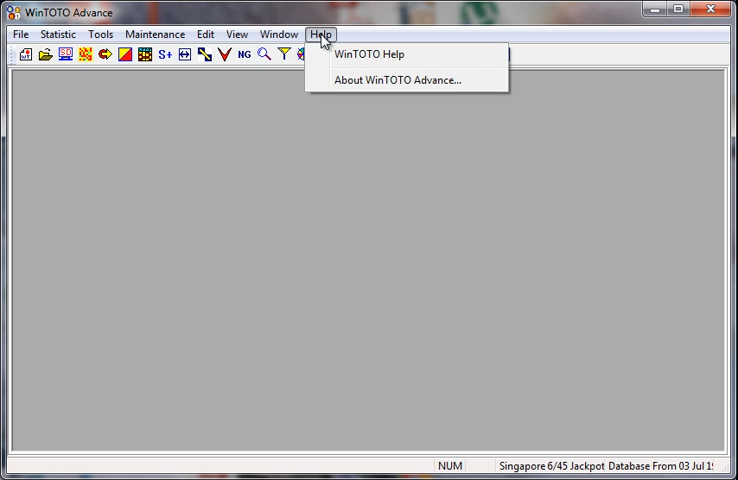 WinTOTO Advance
File Statistic Tools Maintenance Edit View Window Help
SD S+ NG
WinTOTO Help
About WinTOTO Advance...
NUM Singapore 6/45 Jackpot Database From 03 Jul